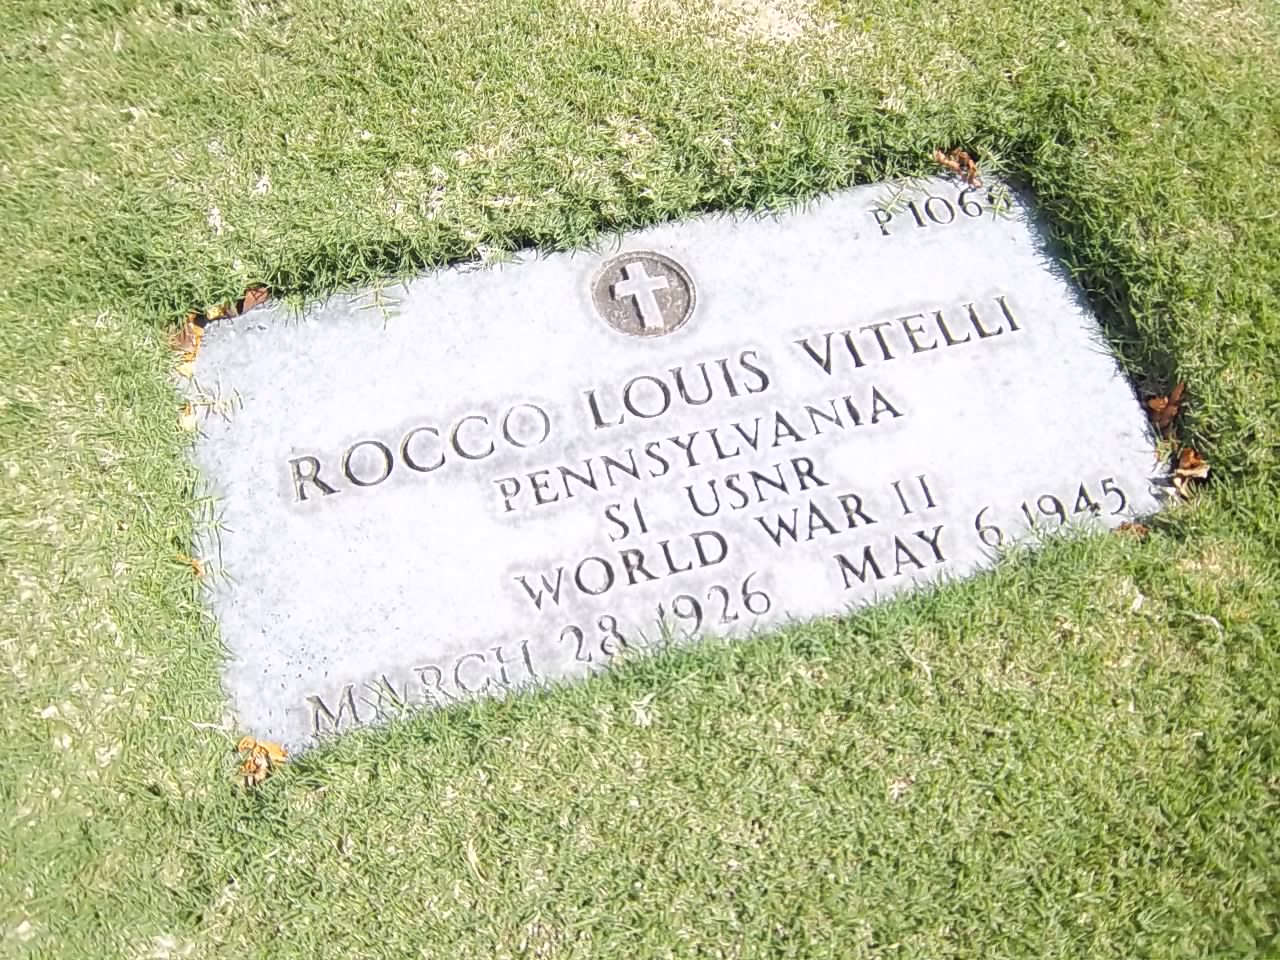 ROCCO LOUIS VITELLI
PENNSYLVANIA
S1 USNR
WORLD WAR II
MARCH 28 1926 MAY 6 1945